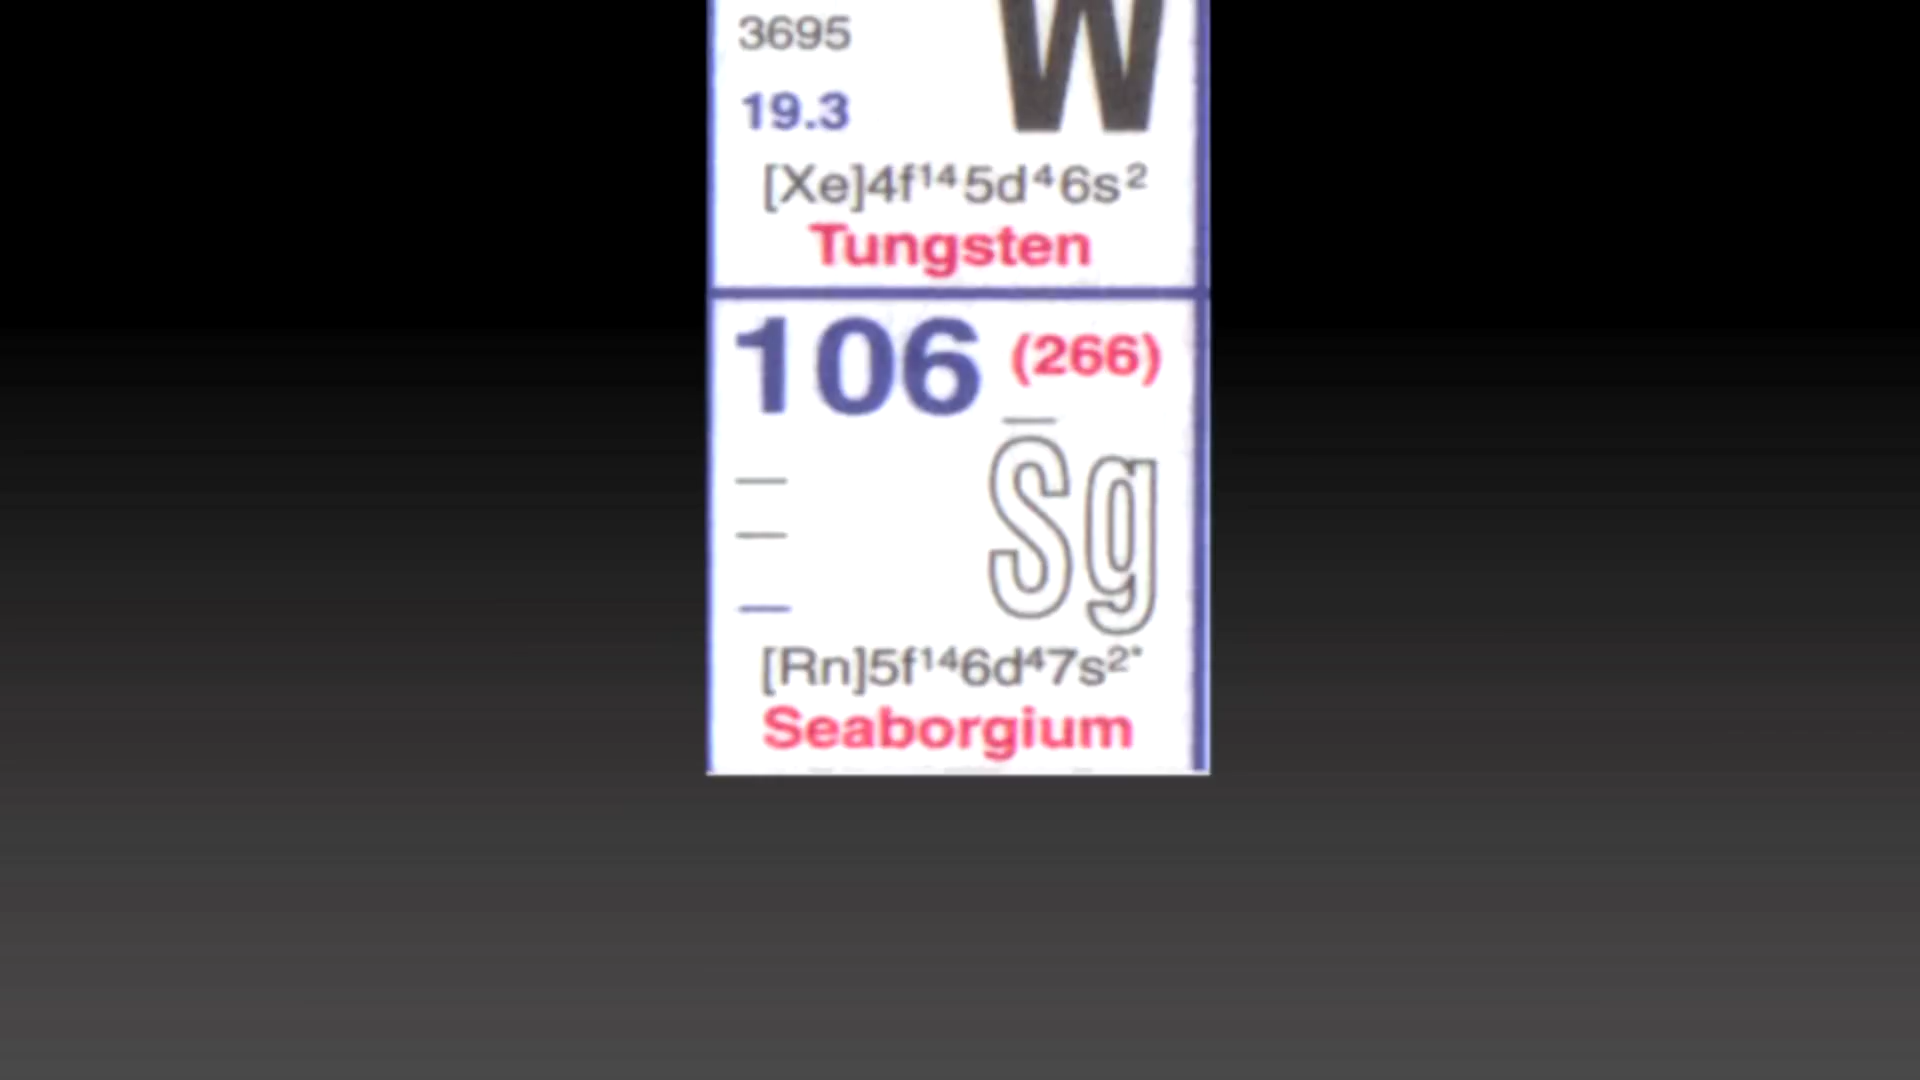 3695
W
19.3
[Xe]4f¹⁴5d⁴6s²
Tungsten
106 (266)
—
Sg
—
—
—
[Rn]5f¹⁴6d⁴7s²*
Seaborgium